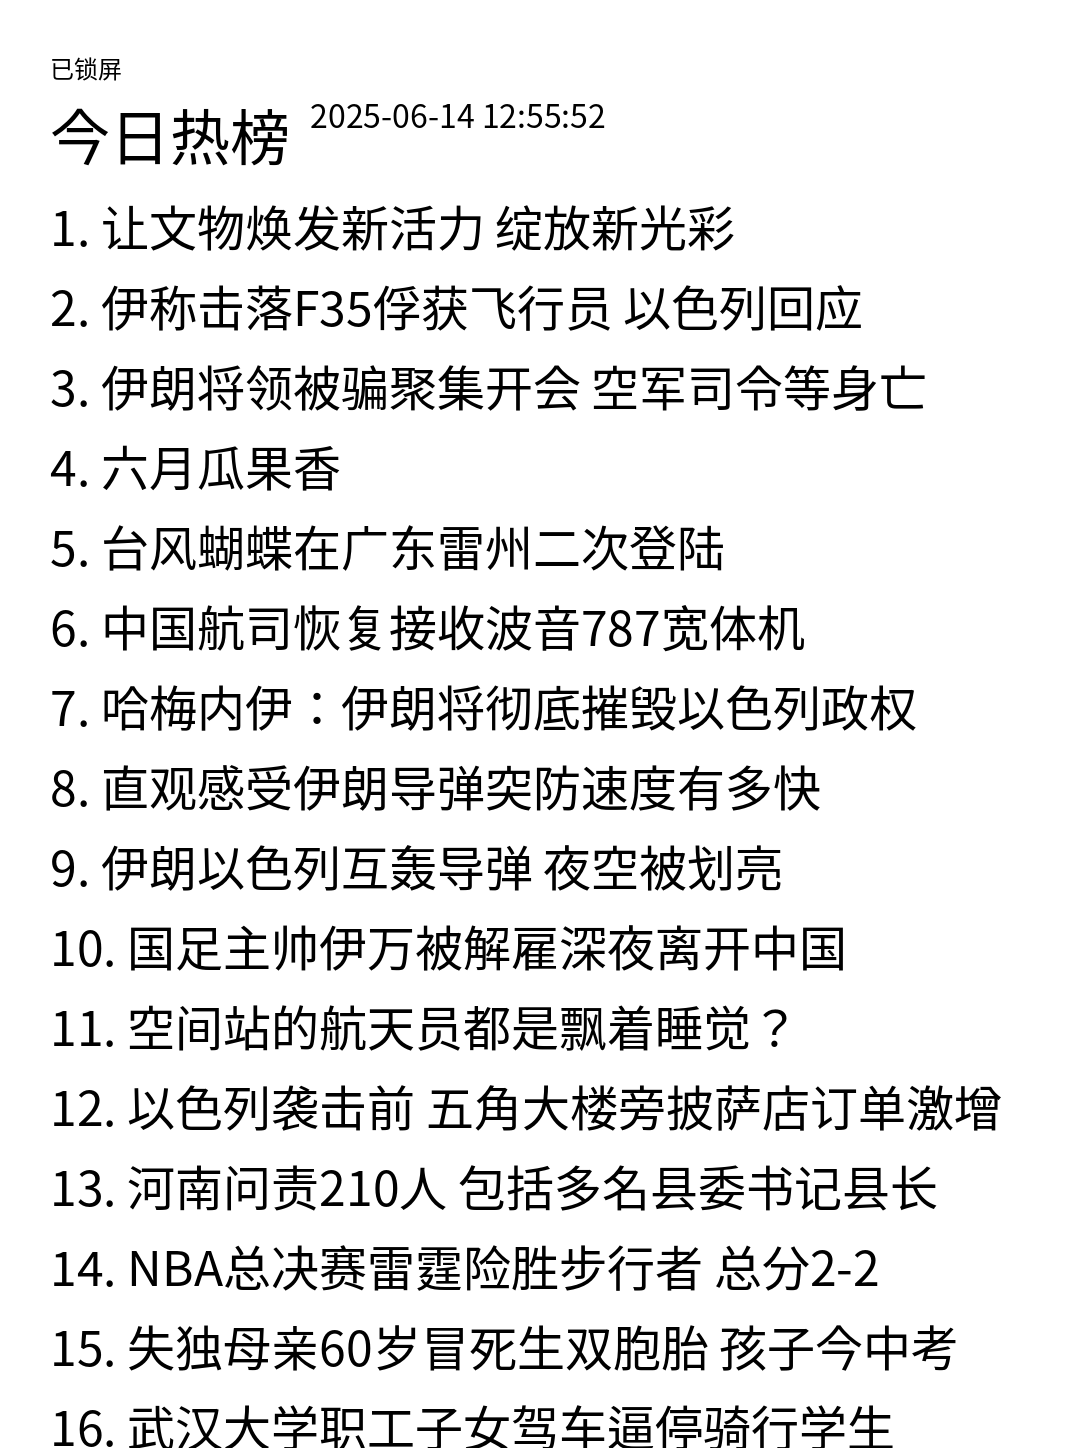 已锁屏
今日热榜 2025-06-14 12:55:52
1. 让文物焕发新活力 绽放新光彩
2. 伊称击落F35俘获飞行员 以色列回应
3. 伊朗将领被骗聚集开会 空军司令等身亡
4. 六月瓜果香
5. 台风蝴蝶在广东雷州二次登陆
6. 中国航司恢复接收波音787宽体机
7. 哈梅内伊：伊朗将彻底摧毁以色列政权
8. 直观感受伊朗导弹突防速度有多快
9. 伊朗以色列互轰导弹 夜空被划亮
10. 国足主帅伊万被解雇深夜离开中国
11. 空间站的航天员都是飘着睡觉？
12. 以色列袭击前 五角大楼旁披萨店订单激增
13. 河南问责210人 包括多名县委书记县长
14. NBA总决赛雷霆险胜步行者 总分2-2
15. 失独母亲60岁冒死生双胞胎 孩子今中考
16. 武汉大学职工子女驾车逼停骑行学生